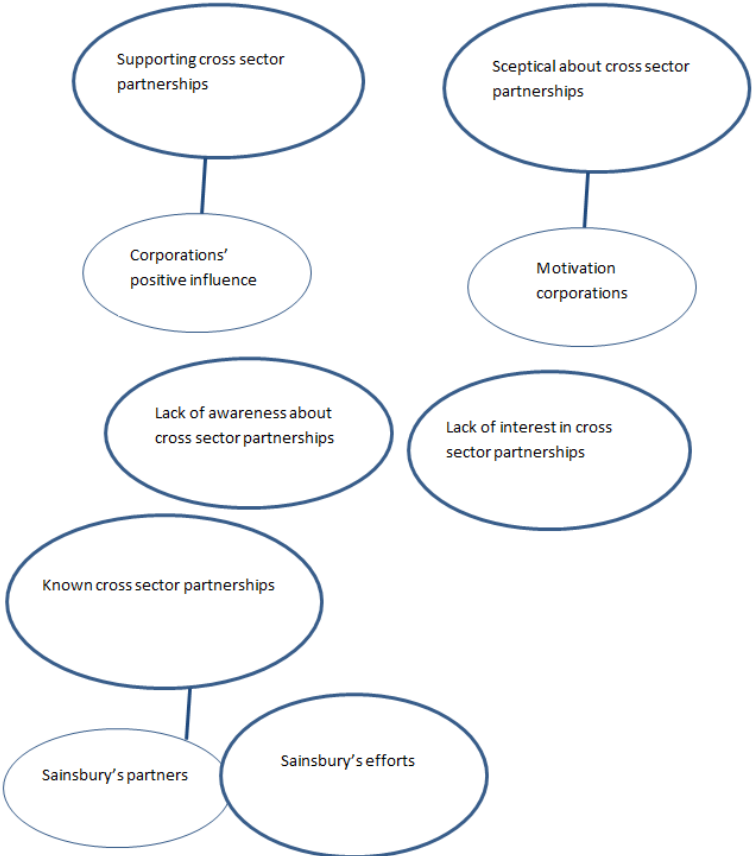 Supporting cross sector
partnerships
Sceptical about cross sector
partnerships
Corporations’
positive influence
Motivation
corporations
Lack of awareness about
cross sector partnerships
Lack of interest in cross
sector partnerships
Known cross sector partnerships
Sainsbury’s partners
Sainsbury’s efforts